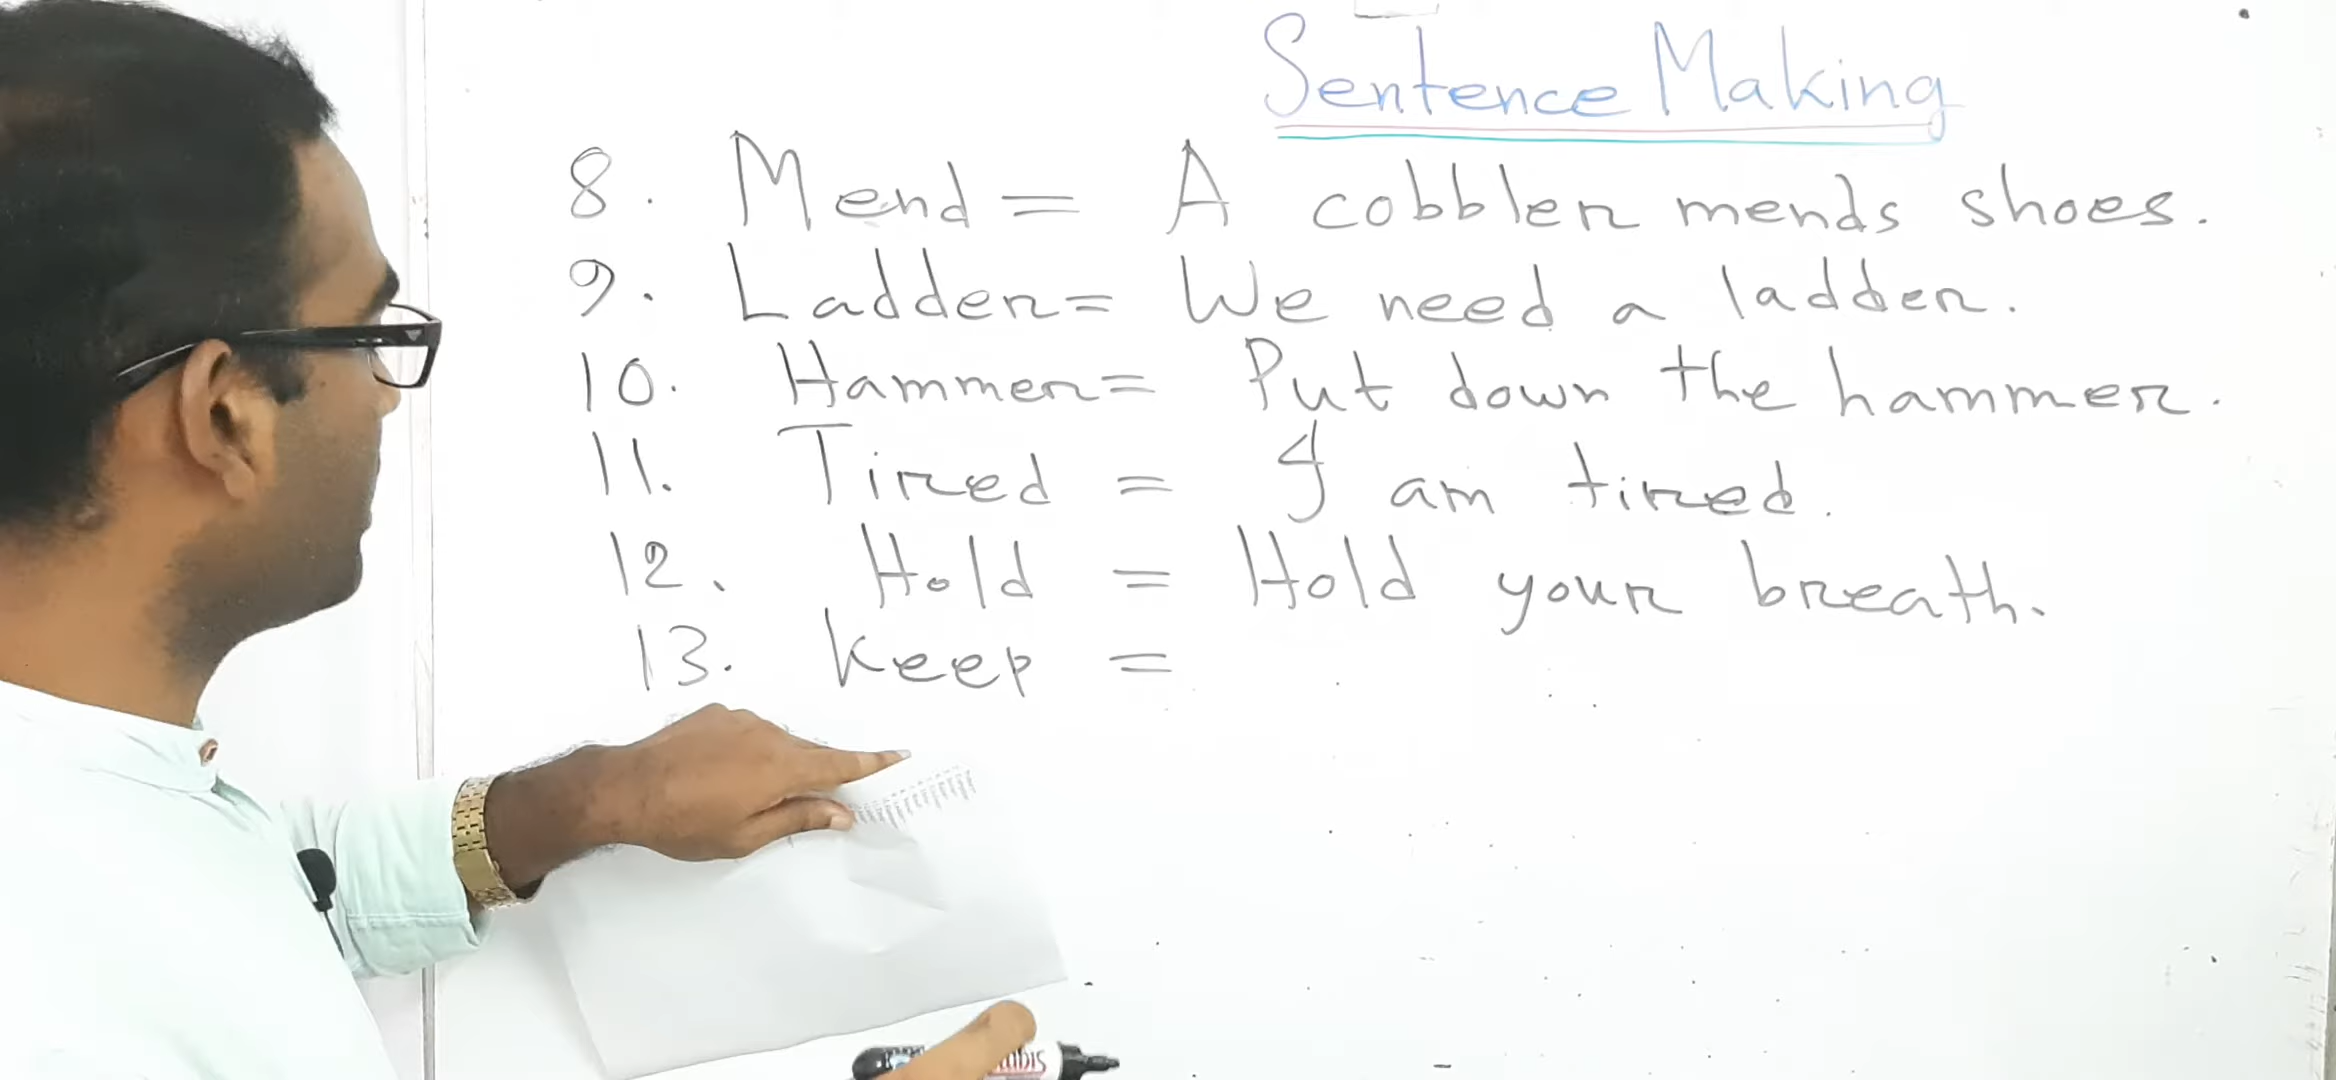 Sentence Making
8. Mend = A cobbler mends shoes.
9. Ladder = We need a ladder.
10. Hammer = Put down the hammer.
11. Tired = I am tired.
12. Hold = Hold your breath.
13. Keep =